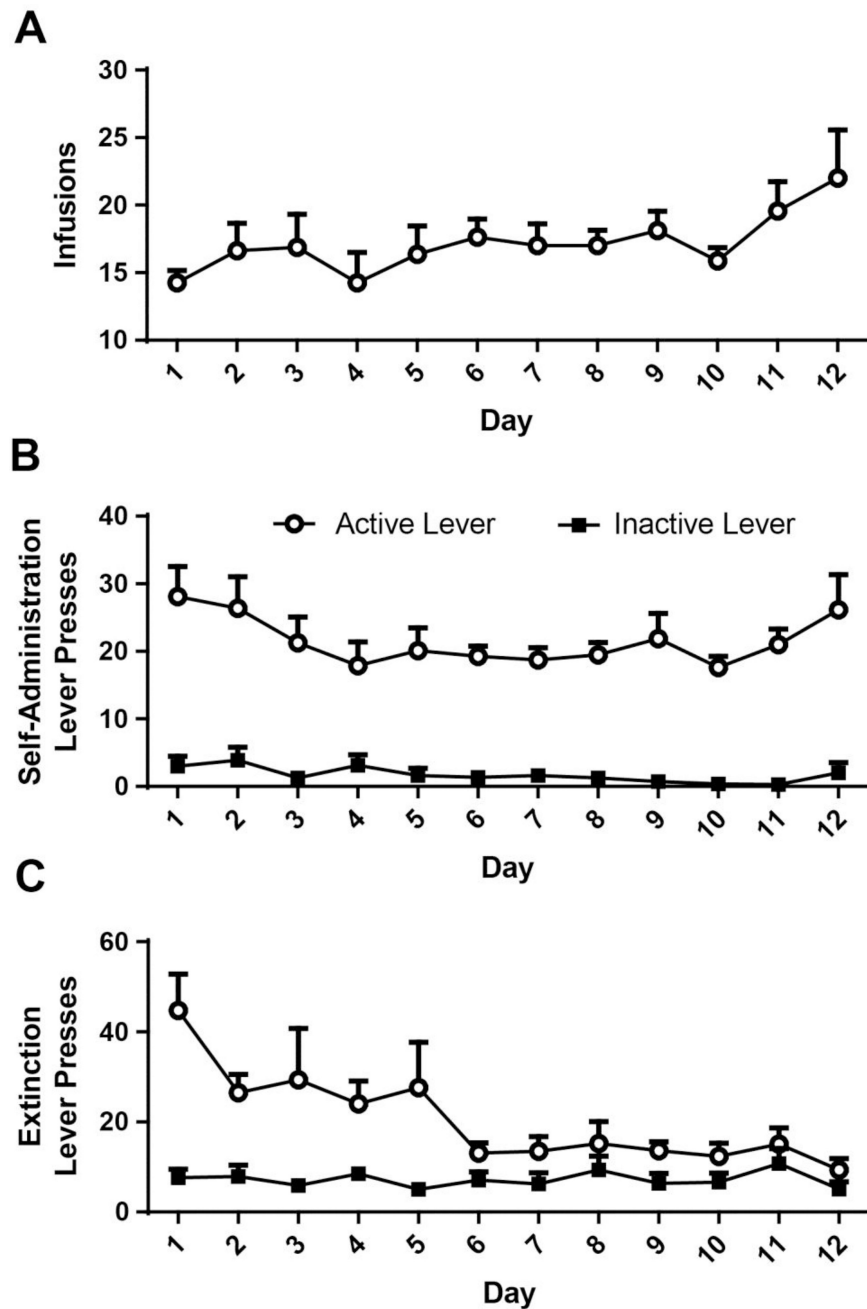 A
30
25
20
15
10
Infusions
1 2 3 4 5 6 7 8 9 10 11 12
Day
B
40
30
20
10
0
Self-Administration
Lever Presses
Active Lever Inactive Lever
1 2 3 4 5 6 7 8 9 10 11 12
Day
C
60
40
20
0
Extinction
Lever Presses
1 2 3 4 5 6 7 8 9 10 11 12
Day